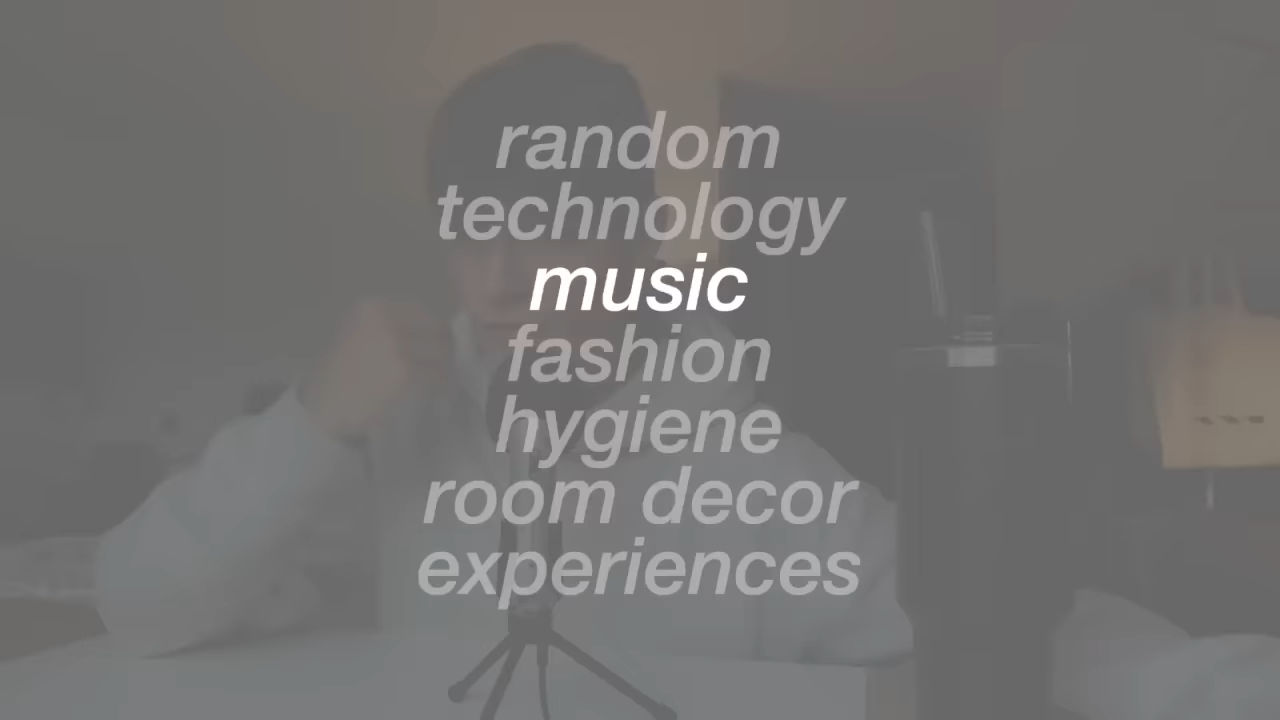 random
technology
music
fashion
hygiene
room decor
experiences